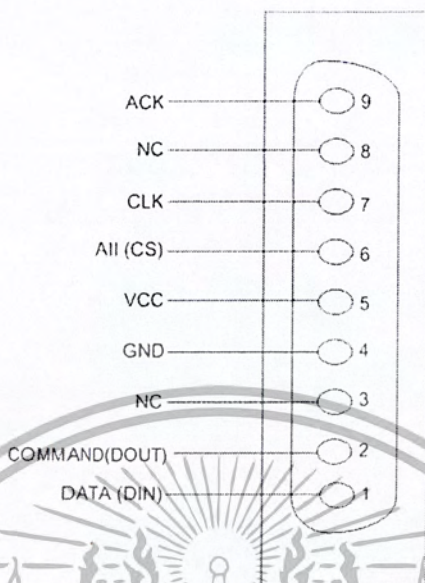 ACK 9
NC 8
CLK 7
All (CS) 6
VCC 5
GND 4
NC 3
COMMAND(DOUT) 2
DATA (DIN) 1